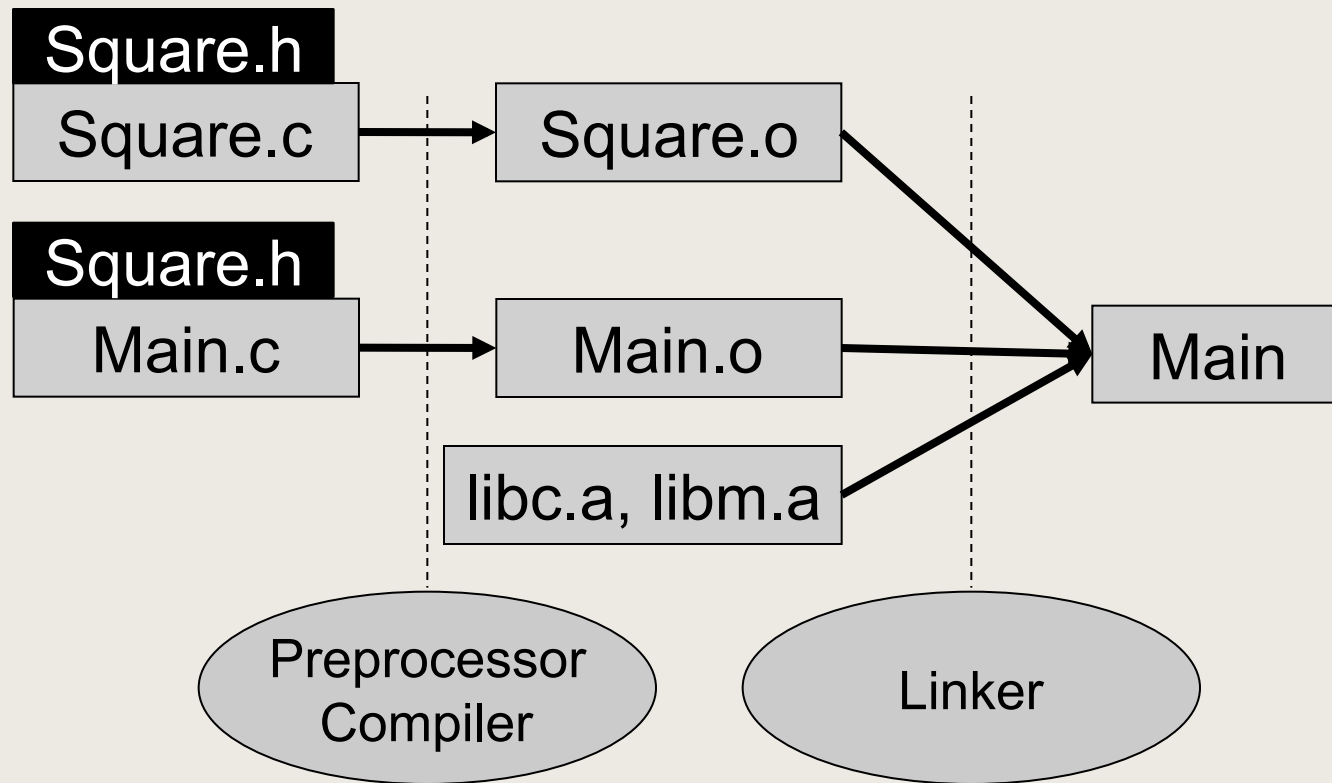 Square.h
Square.c
Square.o
Square.h
Main.c
Main.o
Main
libc.a, libm.a
Preprocessor
Compiler
Linker